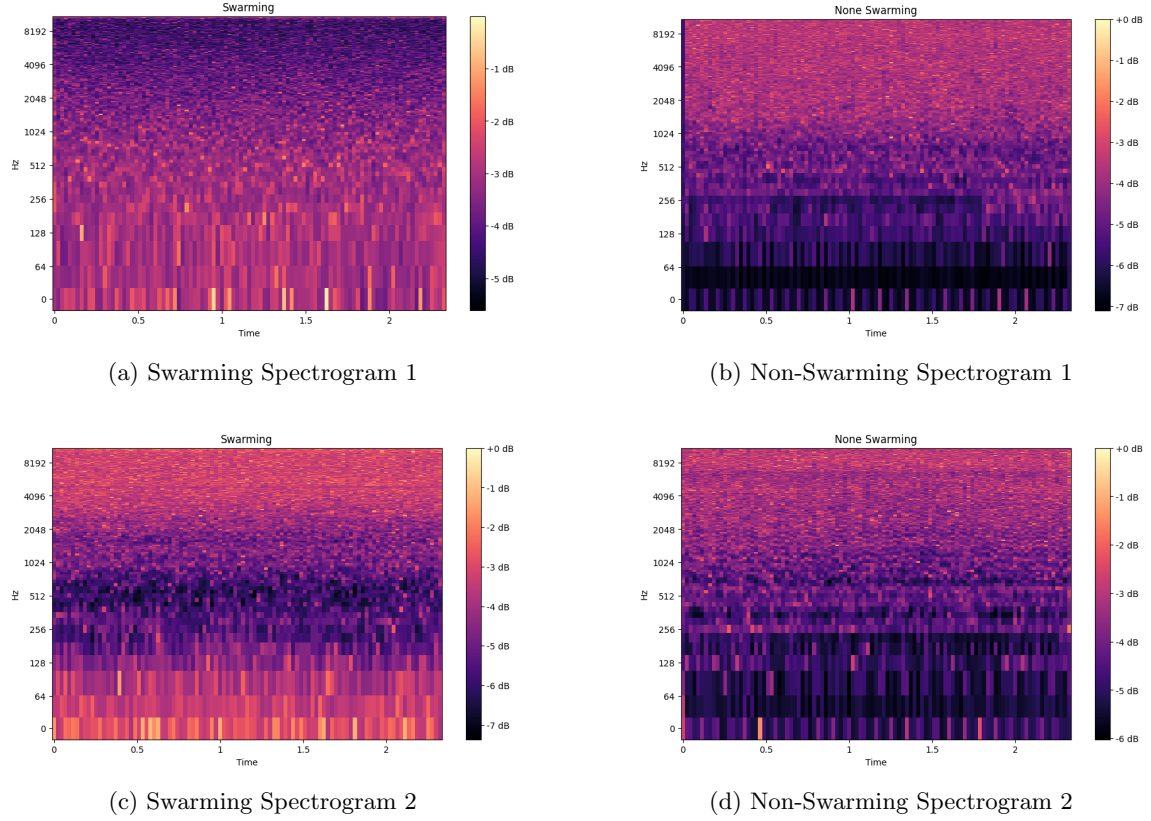 Swarming
8192
4096
2048
1024
512
256
128
64
0
Hz
0
0.5
1
1.5
2
Time
-1 dB
-2 dB
-3 dB
-4 dB
-5 dB
None Swarming
8192
4096
2048
1024
512
256
128
64
0
Hz
0
0.5
1
1.5
2
Time
+0 dB
-1 dB
-2 dB
-3 dB
-4 dB
-5 dB
-6 dB
-7 dB
(a) Swarming Spectrogram 1
(b) Non-Swarming Spectrogram 1
Swarming
8192
4096
2048
1024
512
256
128
64
0
Hz
0
0.5
1
1.5
2
Time
+0 dB
-1 dB
-2 dB
-3 dB
-4 dB
-5 dB
-6 dB
-7 dB
None Swarming
8192
4096
2048
1024
512
256
128
64
0
Hz
0
0.5
1
1.5
2
Time
+0 dB
-1 dB
-2 dB
-3 dB
-4 dB
-5 dB
-6 dB
(c) Swarming Spectrogram 2
(d) Non-Swarming Spectrogram 2